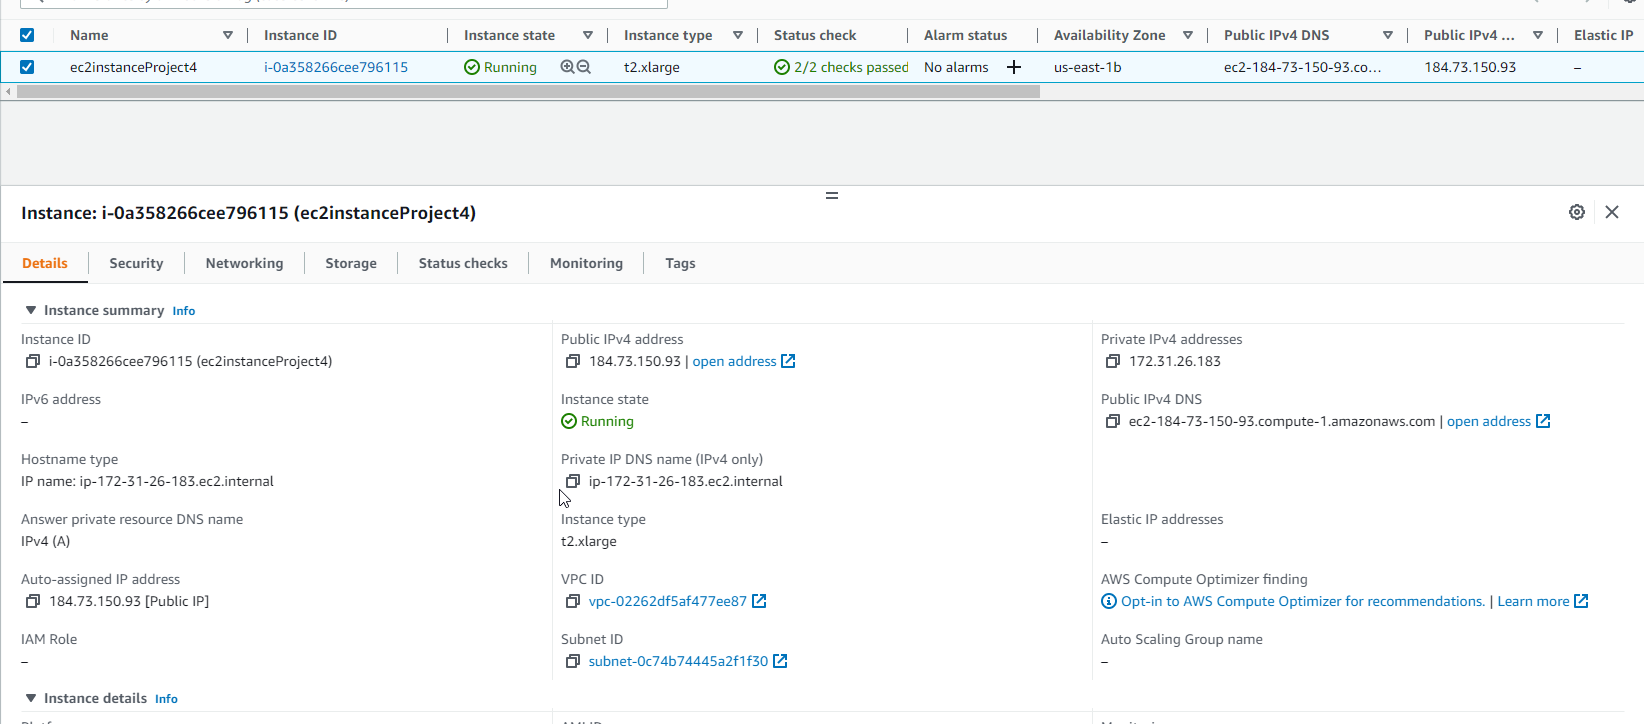 Name Instance ID Instance state Instance type Status check Alarm status Availability Zone Public IPv4 DNS Public IPv4 ... Elastic IP
ec2instanceProject4 i-0a358266cee796115 Running t2.xlarge 2/2 checks passed No alarms + us-east-1b ec2-184-73-150-93.co... 184.73.150.93 –
Instance: i-0a358266cee796115 (ec2instanceProject4)
Details Security Networking Storage Status checks Monitoring Tags
Instance summary Info
Instance ID
i-0a358266cee796115 (ec2instanceProject4)
Public IPv4 address
184.73.150.93 | open address
Private IPv4 addresses
172.31.26.183
IPv6 address
–
Instance state
Running
Public IPv4 DNS
ec2-184-73-150-93.compute-1.amazonaws.com | open address
Hostname type
IP name: ip-172-31-26-183.ec2.internal
Private IP DNS name (IPv4 only)
ip-172-31-26-183.ec2.internal
Answer private resource DNS name
IPv4 (A)
Instance type
t2.xlarge
Elastic IP addresses
–
Auto-assigned IP address
184.73.150.93 [Public IP]
VPC ID
vpc-02262df5af477ee87
AWS Compute Optimizer finding
Opt-in to AWS Compute Optimizer for recommendations. | Learn more
IAM Role
–
Subnet ID
subnet-0c74b74445a2f1f30
Auto Scaling Group name
–
Instance details Info